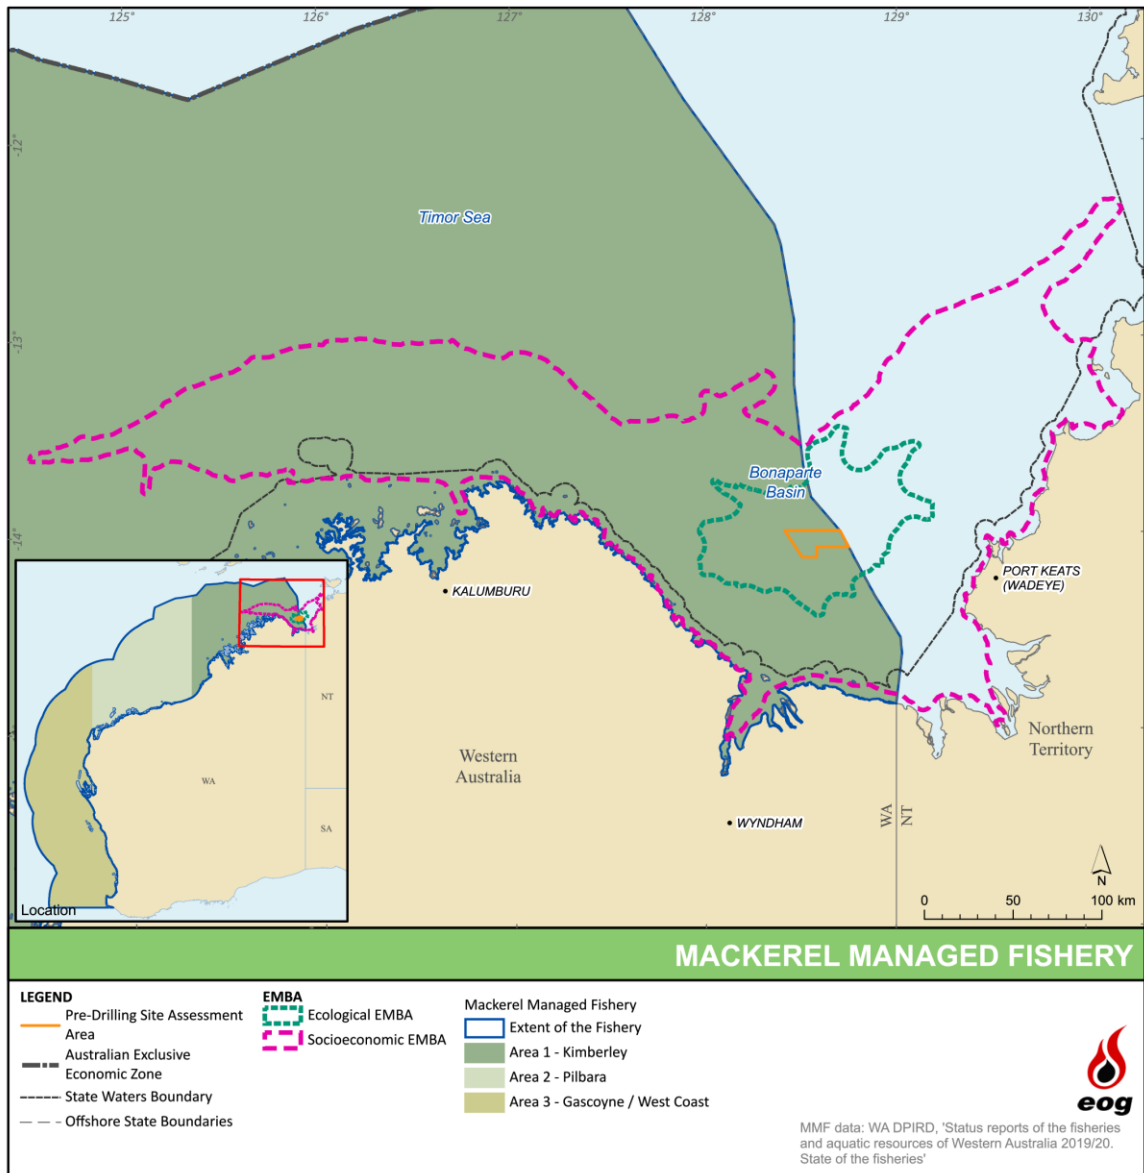 125°
126°
127°
128°
129°
130°
-12°
Timor Sea
-13°
Bonaparte
Basin
-14°
KALUMBURU
PORT KEATS
(WADEYE)
Western
Australia
Northern
Territory
WA
NT
WYNDHAM
N
0 50 100 km
NT
WA
SA
Location
MACKEREL MANAGED FISHERY
LEGEND
Pre-Drilling Site Assessment
Area
Australian Exclusive
Economic Zone
State Waters Boundary
Offshore State Boundaries
EMBA
Ecological EMBA
Socioeconomic EMBA
Mackerel Managed Fishery
Extent of the Fishery
Area 1 - Kimberley
Area 2 - Pilbara
Area 3 - Gascoyne / West Coast
eog
MMF data: WA DPIRD, 'Status reports of the fisheries
and aquatic resources of Western Australia 2019/20.
State of the fisheries'